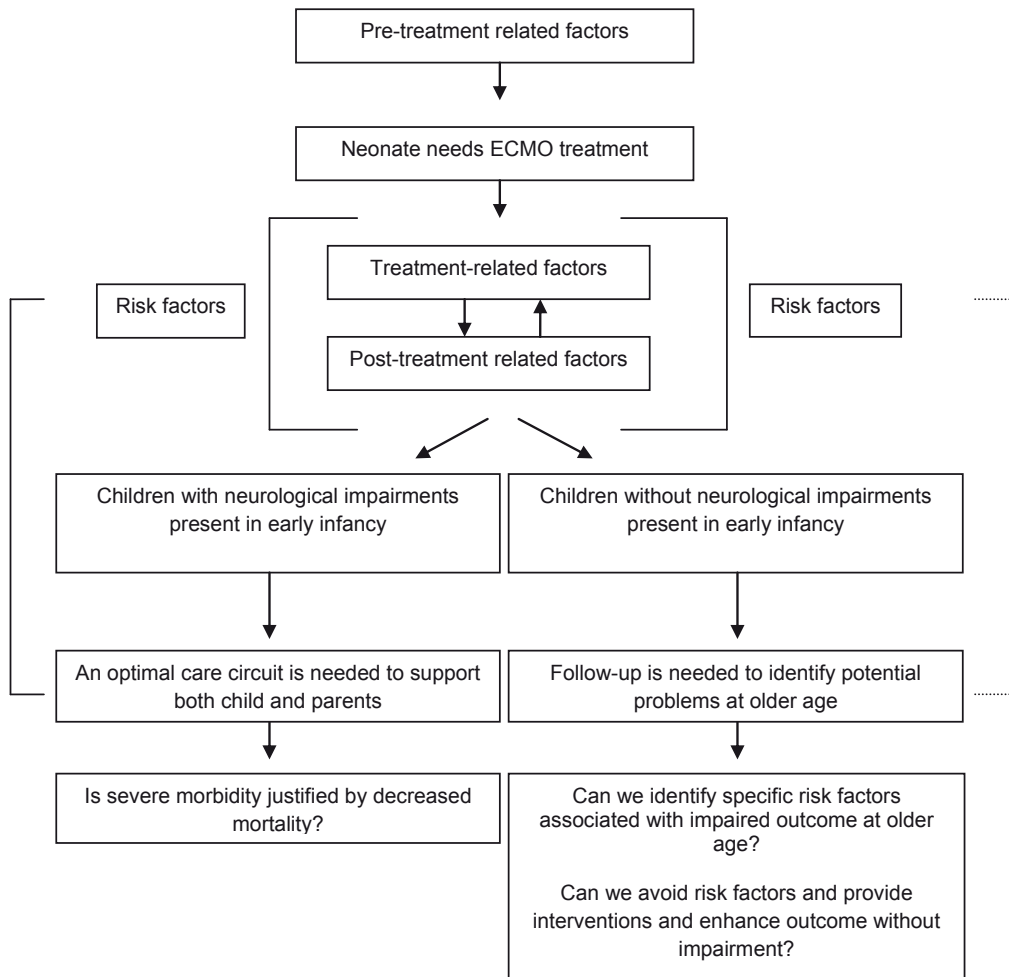 Pre-treatment related factors
Neonate needs ECMO treatment
Treatment-related factors
Risk factors
Risk factors
Post-treatment related factors
Children with neurological impairments
present in early infancy
Children without neurological impairments
present in early infancy
An optimal care circuit is needed to support
both child and parents
Follow-up is needed to identify potential
problems at older age
Is severe morbidity justified by decreased
mortality?
Can we identify specific risk factors
associated with impaired outcome at older
age?
Can we avoid risk factors and provide
interventions and enhance outcome without
impairment?